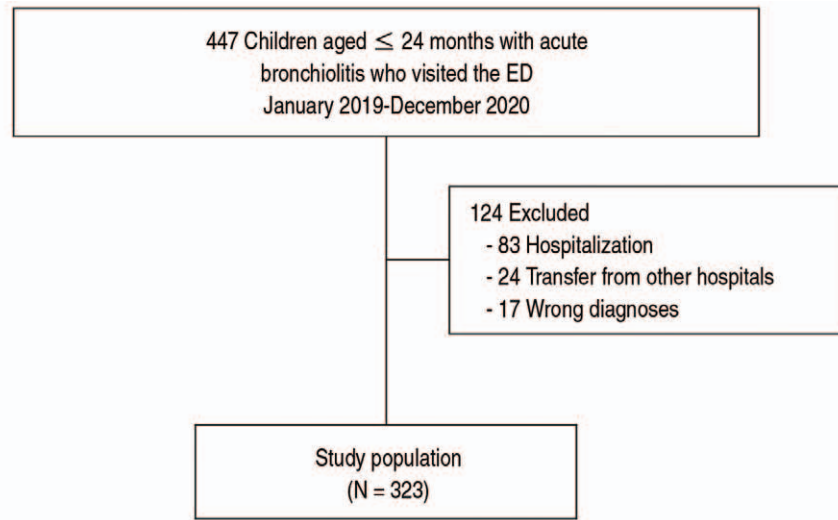 447 Children aged ≤ 24 months with acute
bronchiolitis who visited the ED
January 2019-December 2020
124 Excluded
- 83 Hospitalization
- 24 Transfer from other hospitals
- 17 Wrong diagnoses
Study population
(N = 323)